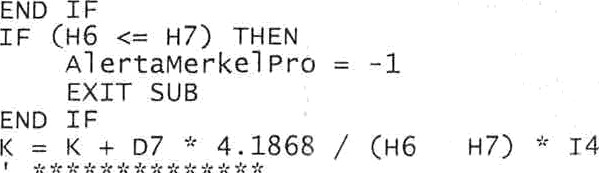 END IF
IF (H6 <= H7) THEN
AlertaMerkelPro = -1
EXIT SUB
END IF
K = K + D7 * 4.1868 / (H6 H7) * I4
' **************